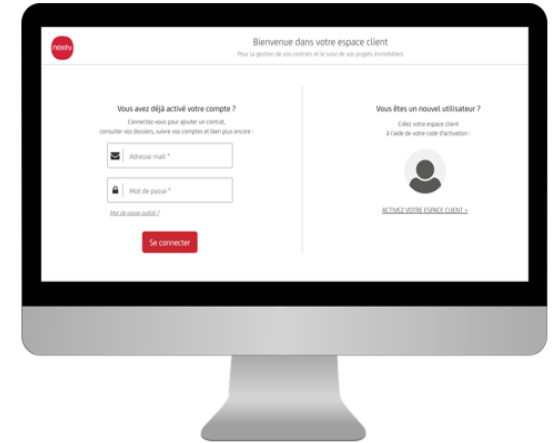 nexity
Bienvenue dans votre espace client
Pour la gestion de vos contrats et le suivi de vos projets immobiliers
Vous avez déjà activé votre compte ?
Connectez-vous pour ajouter un contrat,
consulter vos dossiers, suivre vos comptes et bien plus encore :
Adresse mail *
Mot de passe *
Mot de passe oublié ?
Se connecter
Vous êtes un nouvel utilisateur ?
Créez votre espace client
à l'aide de votre code d'activation :
ACTIVEZ VOTRE ESPACE CLIENT >